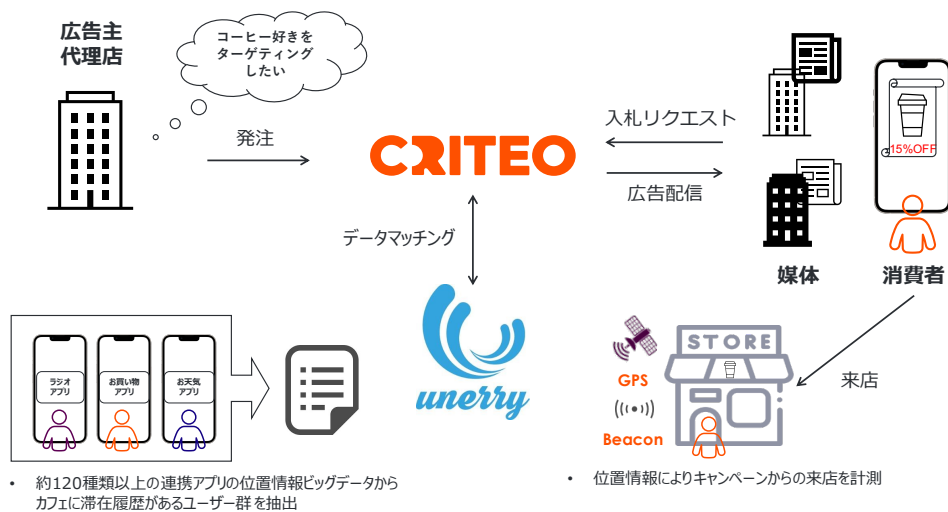 広告主
代理店
コーヒー好きを
ターゲティング
したい
発注
CRITEO
入札リクエスト
広告配信
15%OFF
媒体
消費者
データマッチング
unerry
ラジオ
アプリ
お買い物
アプリ
お天気
アプリ
STORE
GPS
Beacon
来店
• 約120種類以上の連携アプリの位置情報ビッグデータから
カフェに滞在履歴があるユーザー群を抽出
• 位置情報によりキャンペーンからの来店を計測